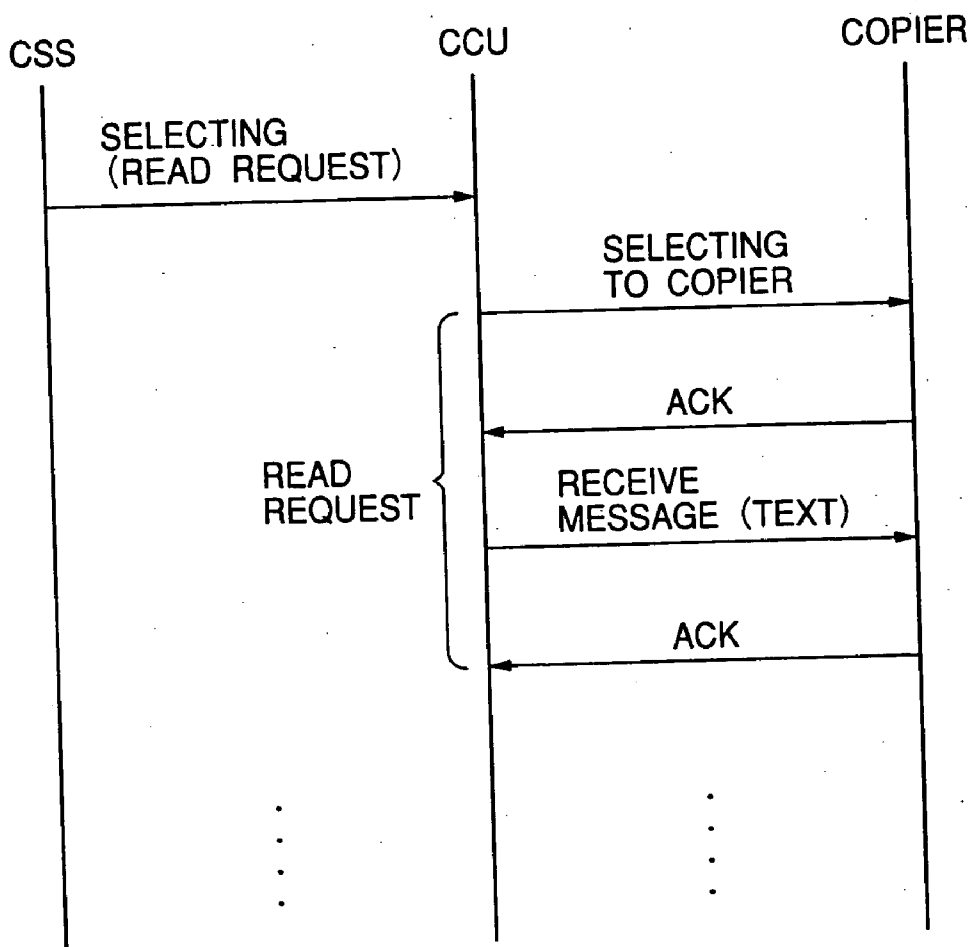 CSS
CCU
COPIER
SELECTING
(READ REQUEST)
SELECTING
TO COPIER
ACK
READ
REQUEST
RECEIVE
MESSAGE (TEXT)
ACK